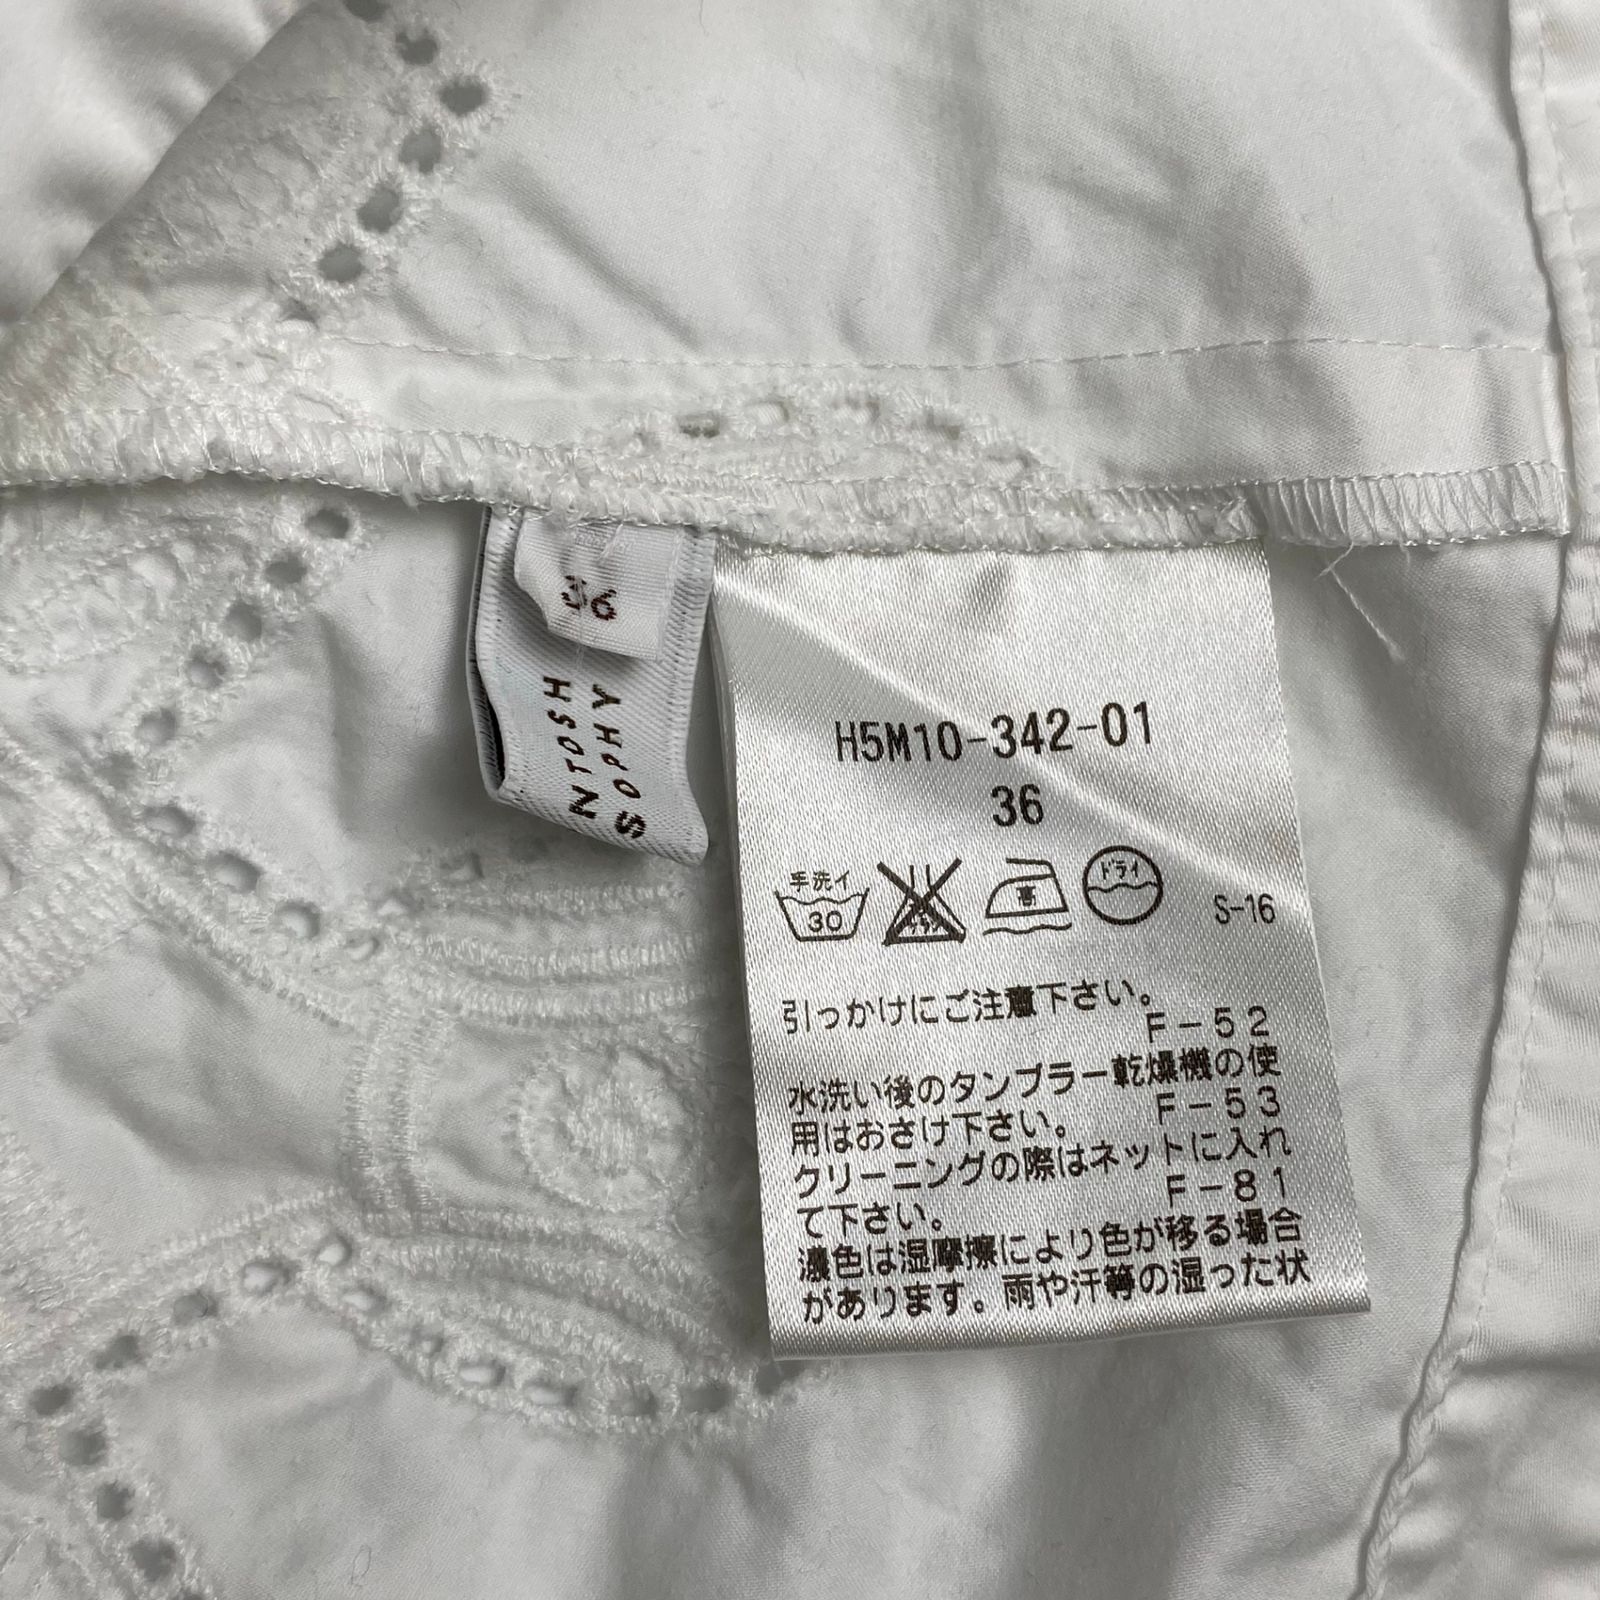 36
NTOSH
SOPHY
H5M10-342-01
36
手洗イ
30
高
ドライ
S-16
引っかけにご注意下さい。
F-52
水洗い後のタンブラー乾燥機の使
用はおさけ下さい。
F-53
クリーニングの際はネットに入れ
て下さい。
F-81
濃色は湿摩擦により色が移る場合
があります。雨や汗等の湿った状